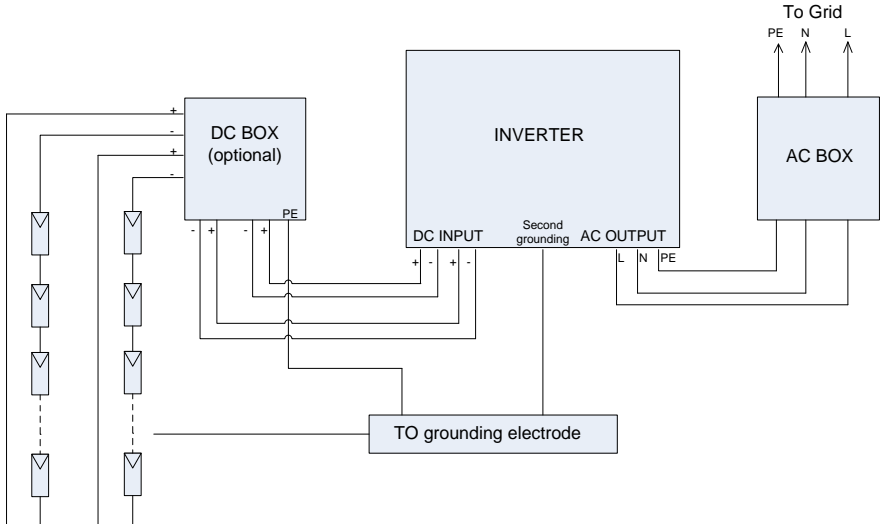 To Grid
PE N L
+
-
+
-
DC BOX
(optional)
PE
- + - +
INVERTER
DC INPUT
+ - + -
Second
grounding
AC OUTPUT
L N PE
AC BOX
TO grounding electrode